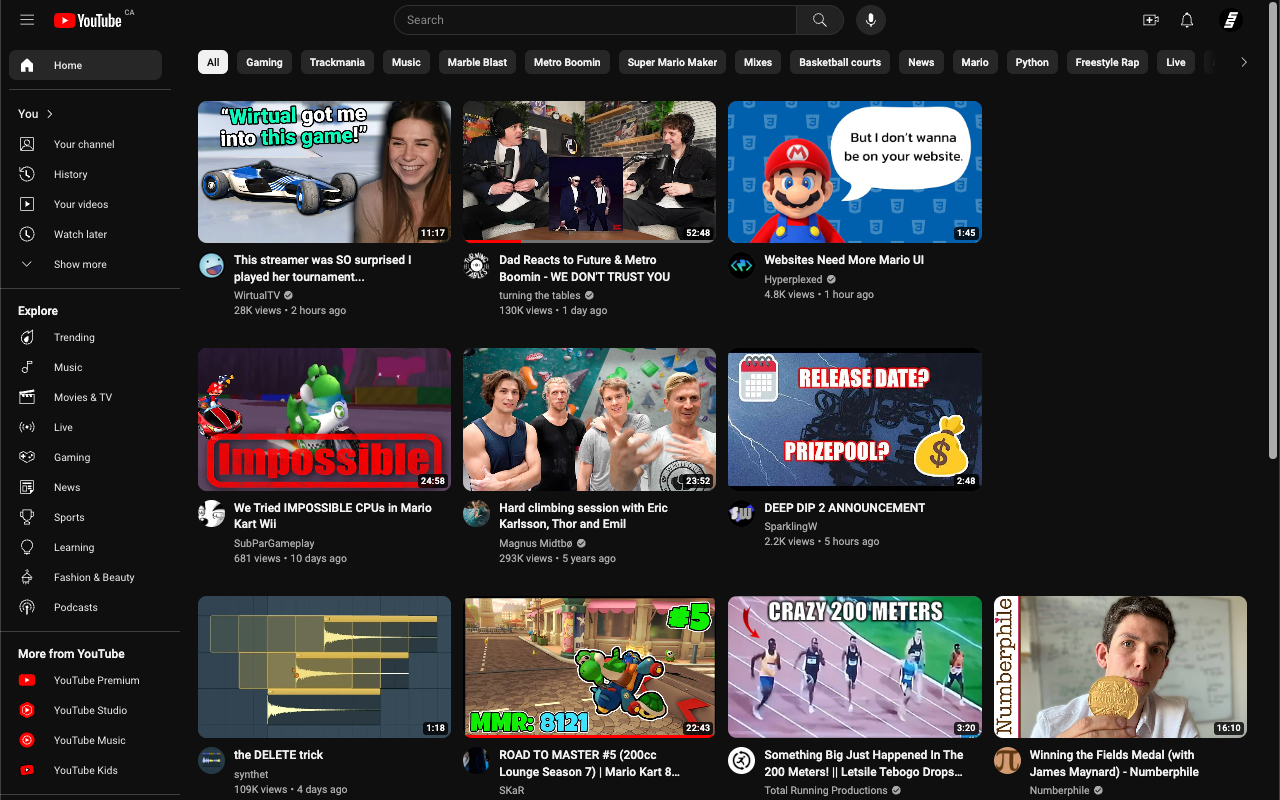 YouTube CA
Search
Home
All
Gaming
Trackmania
Music
Marble Blast
Metro Boomin
Super Mario Maker
Mixes
Basketball courts
News
Mario
Python
Freestyle Rap
Live
You
Your channel
History
Your videos
Watch later
Show more
Explore
Trending
Music
Movies & TV
Live
Gaming
News
Sports
Learning
Fashion & Beauty
Podcasts
More from YouTube
YouTube Premium
YouTube Studio
YouTube Music
YouTube Kids
"Wirtual got me
into this game!"
11:17
This streamer was SO surprised I
played her tournament...
WirtualTV
28K views • 2 hours ago
52:48
Dad Reacts to Future & Metro
Boomin - WE DON'T TRUST YOU
turning the tables
130K views • 1 day ago
But I don't wanna
be on your website.
1:45
Websites Need More Mario UI
Hyperplexed
4.8K views • 1 hour ago
Impossible
24:58
We Tried IMPOSSIBLE CPUs in Mario
Kart Wii
SubParGameplay
681 views • 10 days ago
23:52
Hard climbing session with Eric
Karlsson, Thor and Emil
Magnus Midtbø
293K views • 5 years ago
RELEASE DATE?
PRIZEPOOL?
2:48
DEEP DIP 2 ANNOUNCEMENT
SparklingW
2.2K views • 5 hours ago
1:18
the DELETE trick
synthet
109K views • 4 days ago
#5
MMR: 8121
22:43
ROAD TO MASTER #5 (200cc
Lounge Season 7) | Mario Kart 8...
SKaR
CRAZY 200 METERS
3:20
Something Big Just Happened In The
200 Meters! || Letsile Tebogo Drops...
Total Running Productions
Numberphile
16:10
Winning the Fields Medal (with
James Maynard) - Numberphile
Numberphile